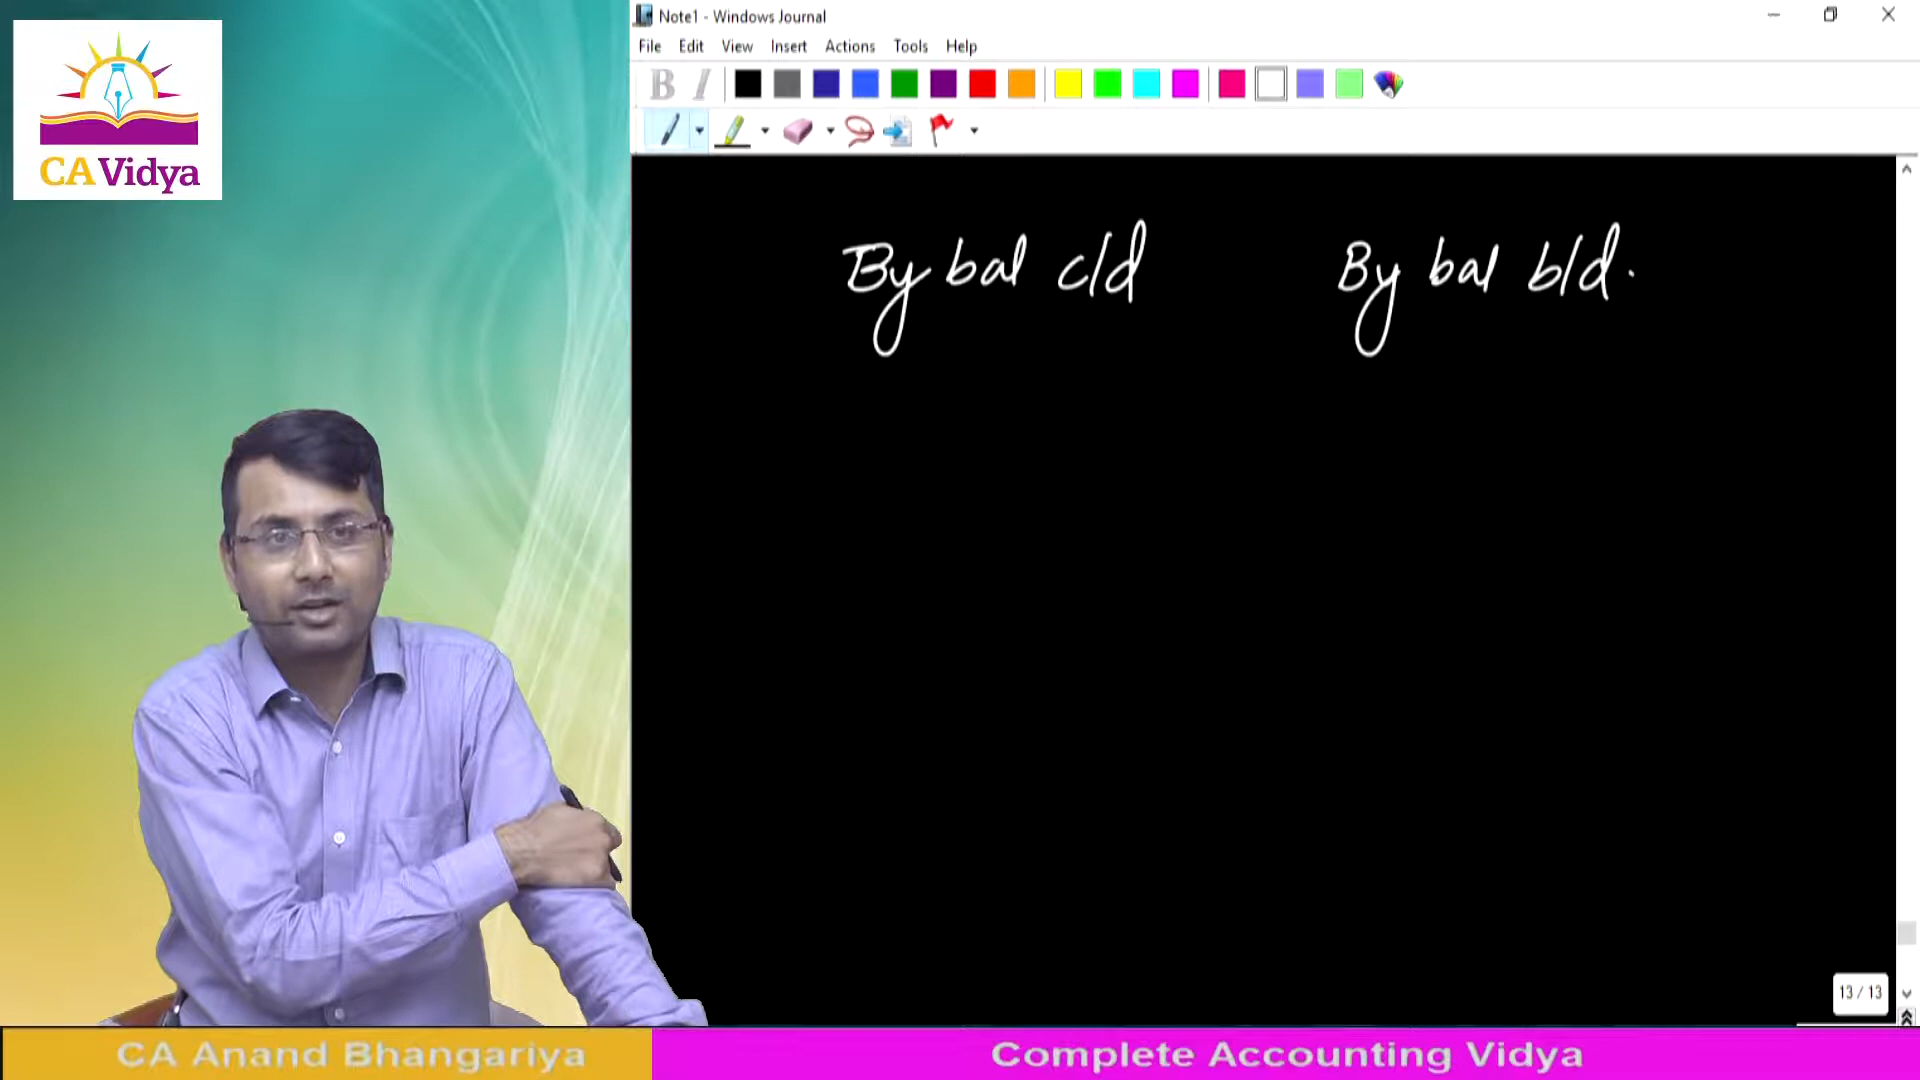 CA Vidya
Note1 - Windows Journal
File Edit View Insert Actions Tools Help
B I
By bal c/d By bal b/d.
13 / 13
CA Anand Bhangariya
Complete Accounting Vidya